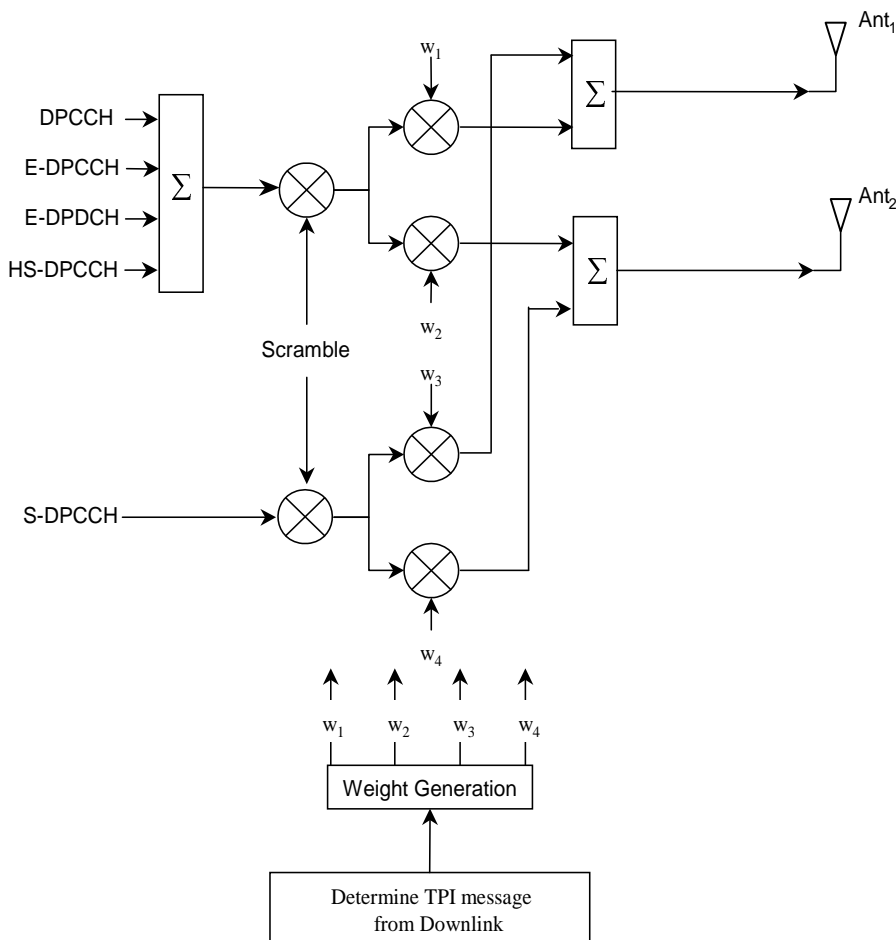 Ant1
w1
DPCCH
E-DPCCH
E-DPDCH
HS-DPCCH
Σ
Σ
Ant2
Σ
w2
Scramble
w3
S-DPCCH
w4
w1 w2 w3 w4
Weight Generation
Determine TPI message
from Downlink